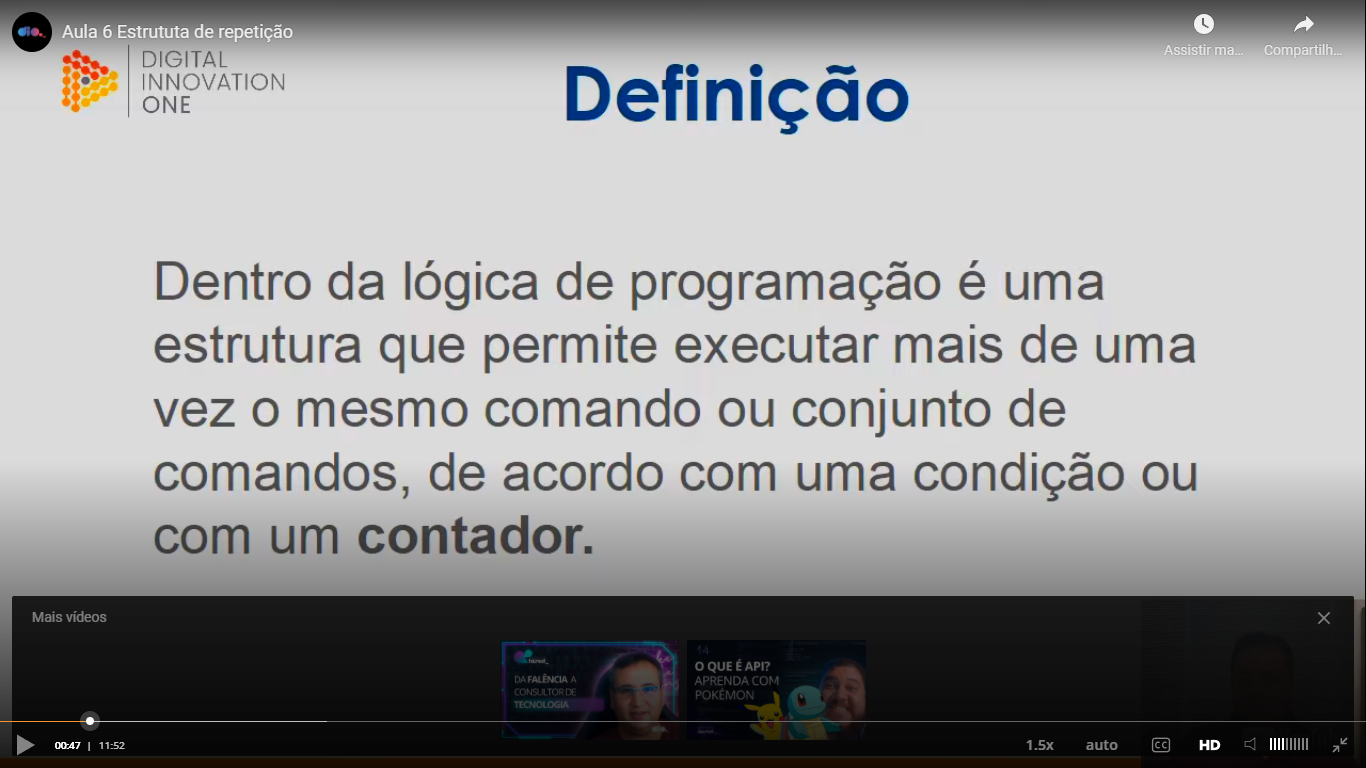 Aula 6 Estrututa de repetição
Assistir ma...
Compartilh...
DIGITAL
INNOVATION
ONE
Definição
Dentro da lógica de programação é uma
estrutura que permite executar mais de uma
vez o mesmo comando ou conjunto de
comandos, de acordo com uma condição ou
com um contador.
Mais vídeos
DA FALÊNCIA A
CONSULTOR DE
TECNOLOGIA
14
O QUE É API?
APRENDA COM
POKÉMON
00:47 | 11:52
1.5x
auto
CC
HD